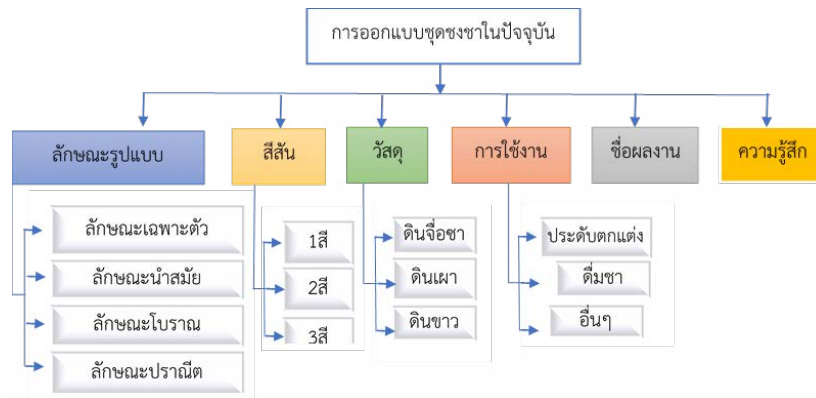 การออกแบบชุดชงชาในปัจจุบัน
ลักษณะรูปแบบ
สีสัน
วัสดุ
การใช้งาน
ชื่อผลงาน
ความรู้สึก
ลักษณะเฉพาะตัว
ลักษณะนำสมัย
ลักษณะโบราณ
ลักษณะปราณีต
1สี
2สี
3สี
ดินจื่อซา
ดินเผา
ดินขาว
ประดับตกแต่ง
ดื่มชา
อื่นๆ